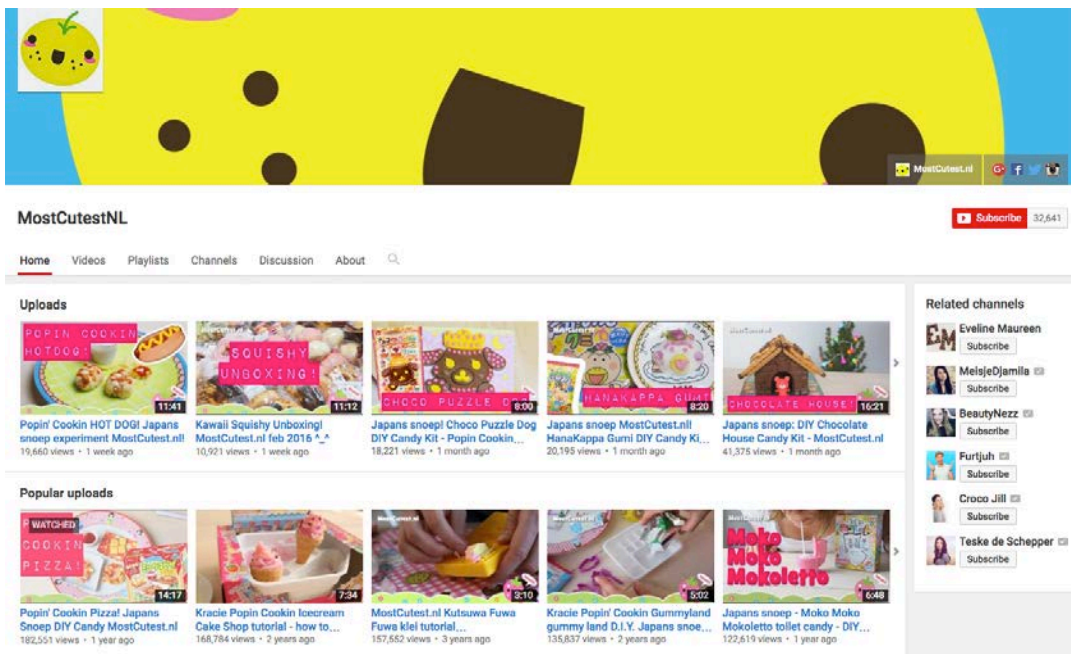 MostCutest.nl
MostCutestNL
Subscribe 32,641
Home Videos Playlists Channels Discussion About
Uploads
POPIN COOKIN
HOTDOG!
11:41
Popin' Cookin HOT DOG! Japans
snoep experiment MostCutest.nl!
19,660 views • 1 week ago
MostCutest.nl
SQUISHY
UNBOXING!
11:12
Kawaii Squishy Unboxing!
MostCutest.nl feb 2016 ^_^
10,921 views • 1 week ago
CHOCO PUZZLE DOG
8:00
Japans snoep! Choco Puzzle Dog
DIY Candy Kit - Popin Cookin...
18,221 views • 1 month ago
MostCutest.nl
HANAKAPPA GUMI
8:20
Japans snoep MostCutest.nl!
HanaKappa Gumi DIY Candy Ki...
20,195 views • 1 month ago
MostCutest.nl
CHOCOLATE HOUSE!
16:21
Japans snoep: DIY Chocolate
House Candy Kit - MostCutest.nl
41,375 views • 1 month ago
Popular uploads
WATCHED
COOKIN
PIZZA!
14:17
Popin' Cookin Pizza! Japans
Snoep DIY Candy MostCutest.nl
182,551 views • 1 year ago
7:34
Kracie Popin Cookin Icecream
Cake Shop tutorial - how to...
168,784 views • 2 years ago
MostCutest.nl
3:10
MostCutest.nl Kutsuwa Fuwa
Fuwa klei tutorial...
157,552 views • 3 years ago
MostCutest.nl
5:02
Kracie Popin' Cookin Gummyland
gummy land D.I.Y. Japans snoe...
135,837 views • 2 years ago
MostCutest.nl
Moko
Moko
Mokoletto
6:48
Japans snoep - Moko Moko
Mokoletto toilet candy - DIY...
122,619 views • 1 year ago
Related channels
EM
Eveline Maureen
Subscribe
MeisjeDjamila
Subscribe
BeautyNezz
Subscribe
Furtjuh
Subscribe
Croco Jill
Subscribe
Teske de Schepper
Subscribe